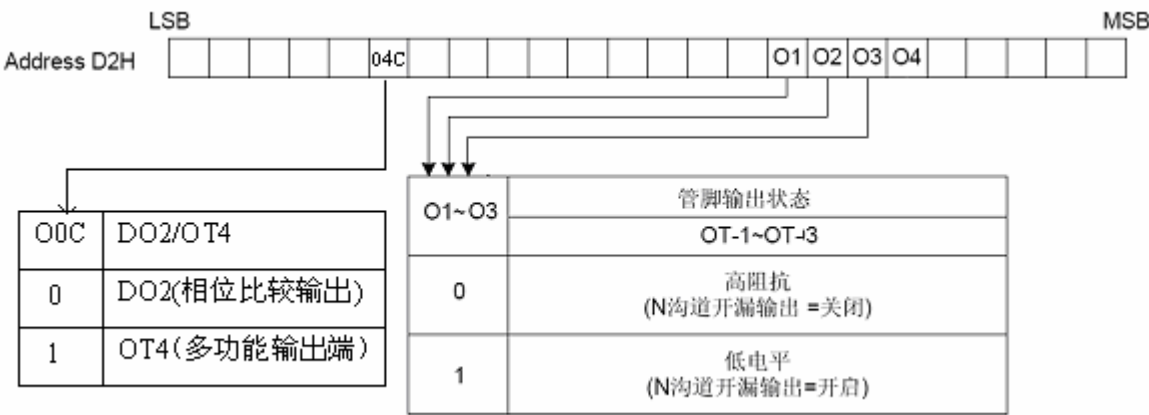 LSB MSB
Address D2H 04C O1 O2 O3 O4
O0C DO2/OT4
0 DO2(相位比较输出)
1 OT4(多功能输出端)
O1~O3 管脚输出状态
OT-1~OT-3
0 高阻抗
(N沟道开漏输出 =关闭)
1 低电平
(N沟道开漏输出=开启)